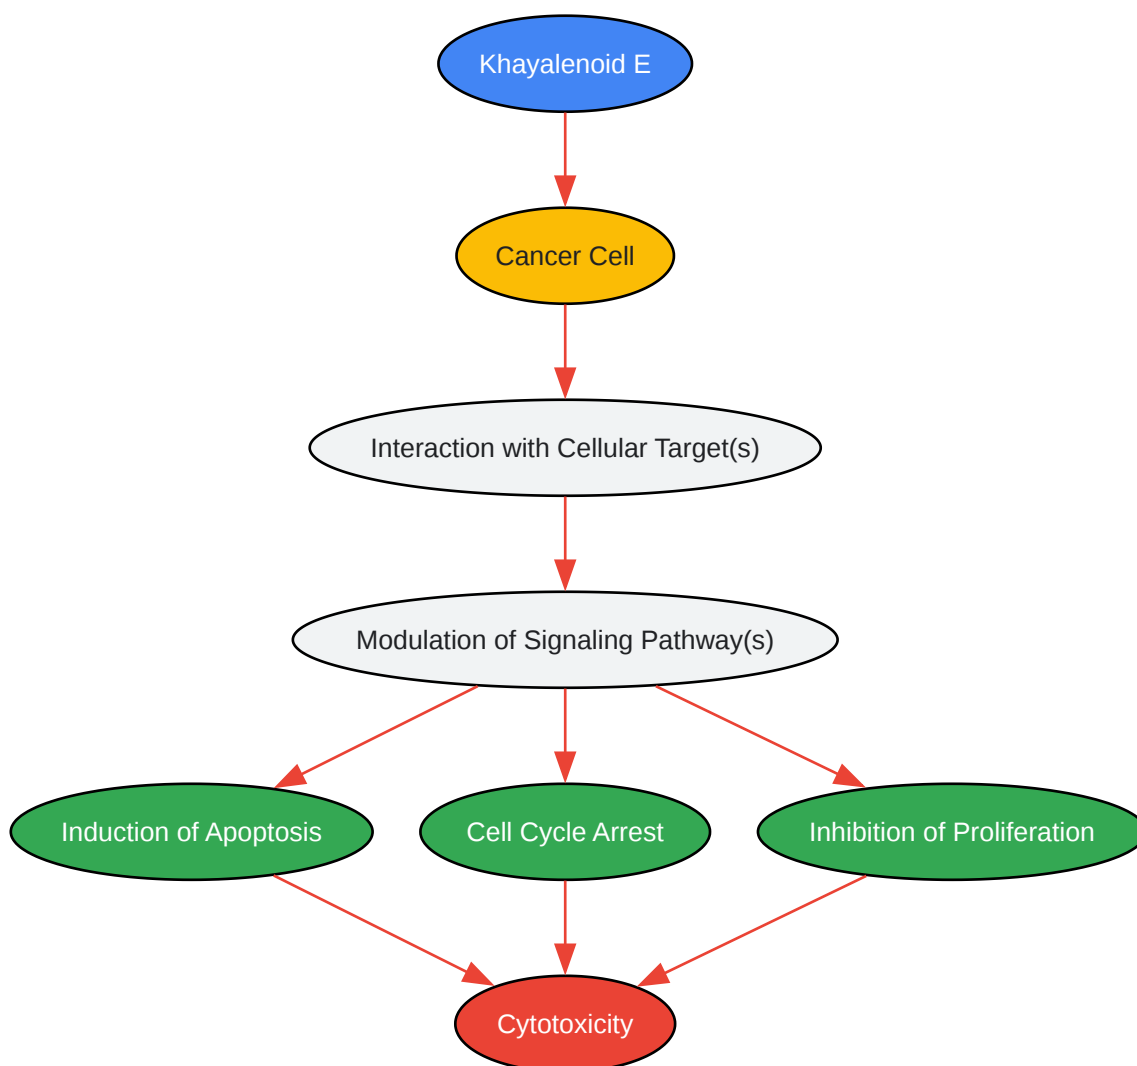 Khayalenoid E
Cancer Cell
Interaction with Cellular Target(s)
Modulation of Signaling Pathway(s)
Induction of Apoptosis
Cell Cycle Arrest
Inhibition of Proliferation
Cytotoxicity